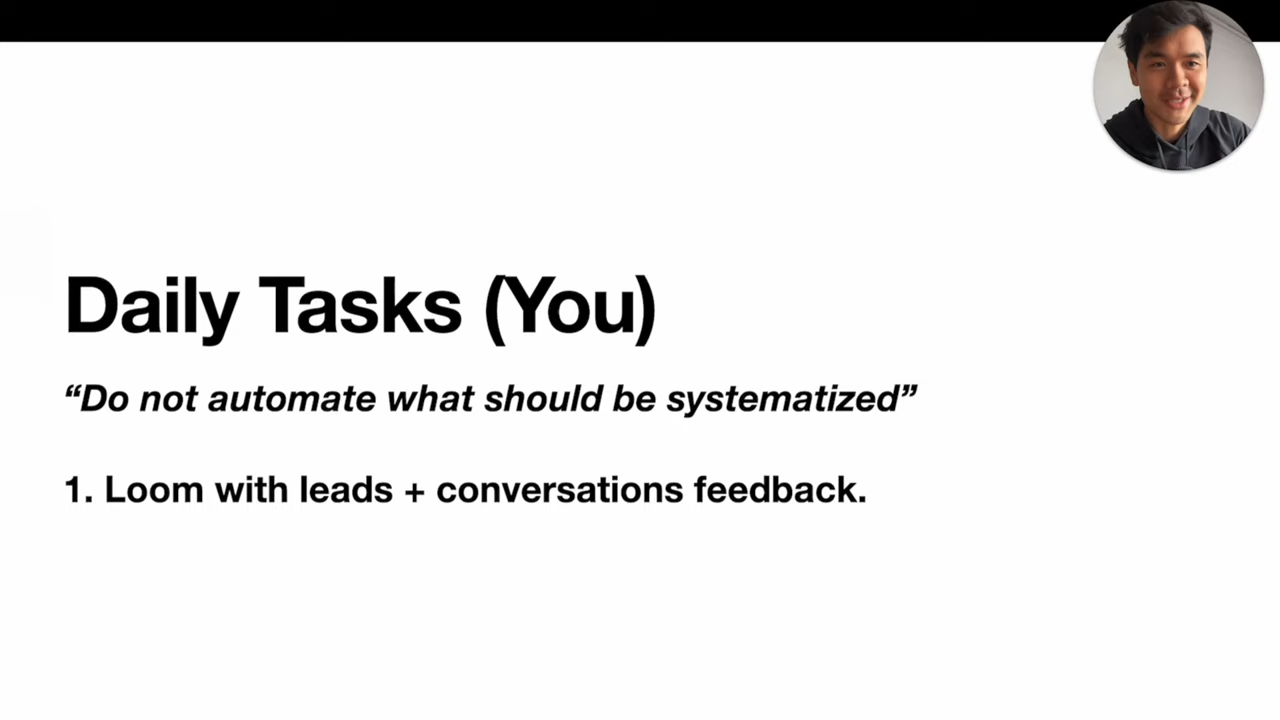 Daily Tasks (You)
“Do not automate what should be systematized”
1. Loom with leads + conversations feedback.